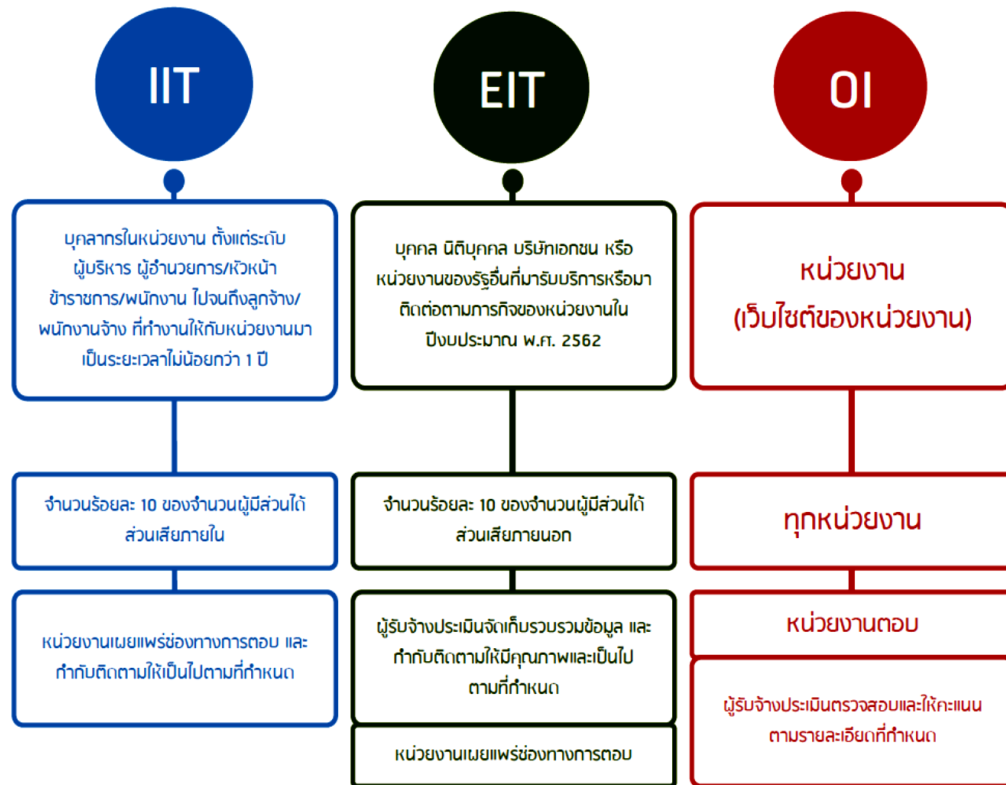 IIT
บุคลากรในหน่วยงาน ตั้งแต่ระดับ
ผู้บริหาร ผู้อำนวยการ/หัวหน้า
ข้าราชการ/พนักงาน ไปจนถึงลูกจ้าง/
พนักงานจ้าง ที่ทำงานให้กับหน่วยงานมา
เป็นระยะเวลาไม่น้อยกว่า 1 ปี
จำนวนร้อยละ 10 ของจำนวนผู้มีส่วนได้
ส่วนเสียภายใน
หน่วยงานเผยแพร่ช่องทางการตอบ และ
กำกับติดตามให้เป็นไปตามที่กำหนด
EIT
บุคคล นิติบุคคล บริษัทเอกชน หรือ
หน่วยงานของรัฐอื่นที่มารับบริการหรือมา
ติดต่อตามภารกิจของหน่วยงานใน
ปีงบประมาณ พ.ศ. 2562
จำนวนร้อยละ 10 ของจำนวนผู้มีส่วนได้
ส่วนเสียภายนอก
ผู้รับจ้างประเมินจัดเก็บรวบรวมข้อมูล และ
กำกับติดตามให้มีคุณภาพและเป็นไป
ตามที่กำหนด
หน่วยงานเผยแพร่ช่องทางการตอบ
OI
หน่วยงาน
(เว็บไซต์ของหน่วยงาน)
ทุกหน่วยงาน
หน่วยงานตอบ
ผู้รับจ้างประเมินตรวจสอบและให้คะแนน
ตามรายละเอียดที่กำหนด